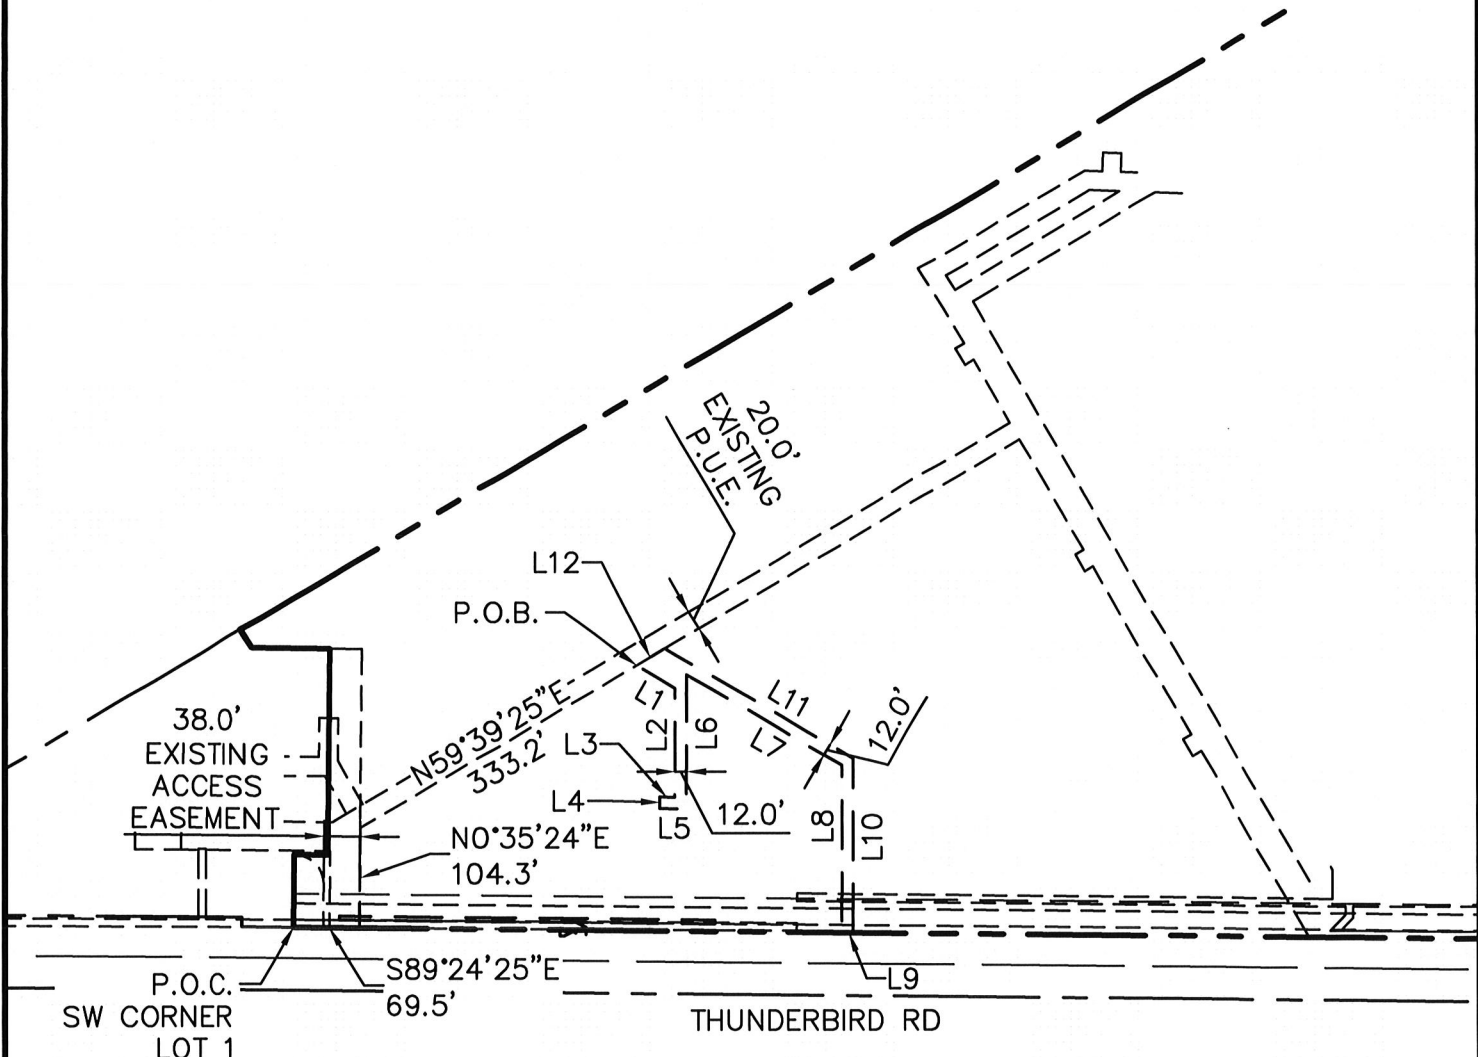 20.0'
EXISTING
P.U.E.
L12
P.O.B.
L1
L11
L2
L6
L7
12.0'
38.0'
EXISTING
ACCESS
EASEMENT
N59°39'25"E
333.2'
L3
L4
L5
12.0'
L8
L10
N0°35'24"E
104.3'
P.O.C.
SW CORNER
LOT 1
S89°24'25"E
69.5'
L9
THUNDERBIRD RD